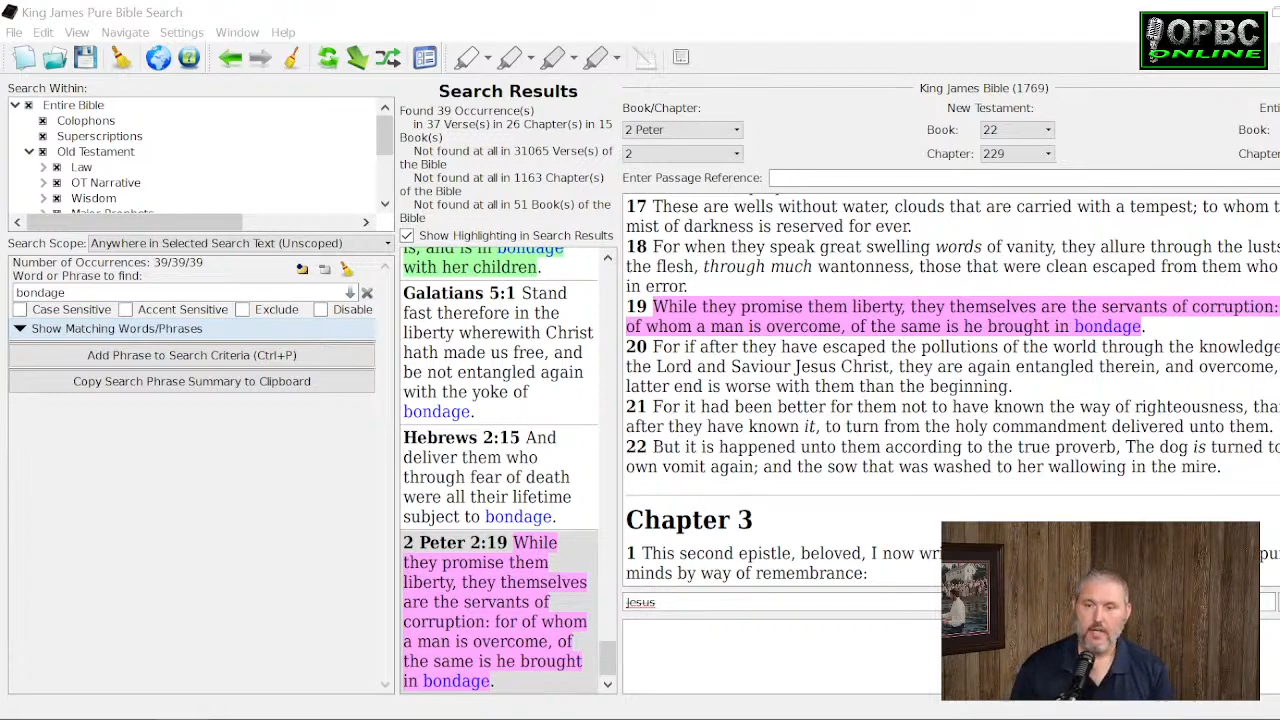 King James Pure Bible Search
File Edit View Navigate Settings Window Help
OPBC
ONLINE
Search Within:
Entire Bible
Colophons
Superscriptions
Old Testament
Law
OT Narrative
Wisdom
Major Prophets
Search Scope: Anywhere in Selected Search Text (Unscoped)
Number of Occurrences: 39/39/39
Word or Phrase to find:
bondage
Case Sensitive Accent Sensitive Exclude Disable
Show Matching Words/Phrases
Add Phrase to Search Criteria (Ctrl+P)
Copy Search Phrase Summary to Clipboard
Search Results
Found 39 Occurrence(s)
in 37 Verse(s) in 26 Chapter(s) in 15
Book(s)
Not found at all in 31065 Verse(s) of
the Bible
Not found at all in 1163 Chapter(s)
of the Bible
Not found at all in 51 Book(s) of the
Bible
Show Highlighting in Search Results
is, and is in bondage
with her children.
Galatians 5:1 Stand
fast therefore in the
liberty wherewith Christ
hath made us free, and
be not entangled again
with the yoke of
bondage.
Hebrews 2:15 And
deliver them who
through fear of death
were all their lifetime
subject to bondage.
2 Peter 2:19 While
they promise them
liberty, they themselves
are the servants of
corruption: for of whom
a man is overcome, of
the same is he brought
in bondage.
King James Bible (1769)
Book/Chapter: New Testament:
2 Peter Book: 22 Book:
2 Chapter: 229
Enter Passage Reference:
17 These are wells without water, clouds that are carried with a tempest; to whom t
mist of darkness is reserved for ever.
18 For when they speak great swelling words of vanity, they allure through the lusts
the flesh, through much wantonness, those that were clean escaped from them who
in error.
19 While they promise them liberty, they themselves are the servants of corruption:
of whom a man is overcome, of the same is he brought in bondage.
20 For if after they have escaped the pollutions of the world through the knowledge
the Lord and Saviour Jesus Christ, they are again entangled therein, and overcome,
latter end is worse with them than the beginning.
21 For it had been better for them not to have known the way of righteousness, tha
after they have known it, to turn from the holy commandment delivered unto them.
22 But it is happened unto them according to the true proverb, The dog is turned to
own vomit again; and the sow that was washed to her wallowing in the mire.
Chapter 3
1 This second epistle, beloved, I now wri
minds by way of remembrance:
Jesus